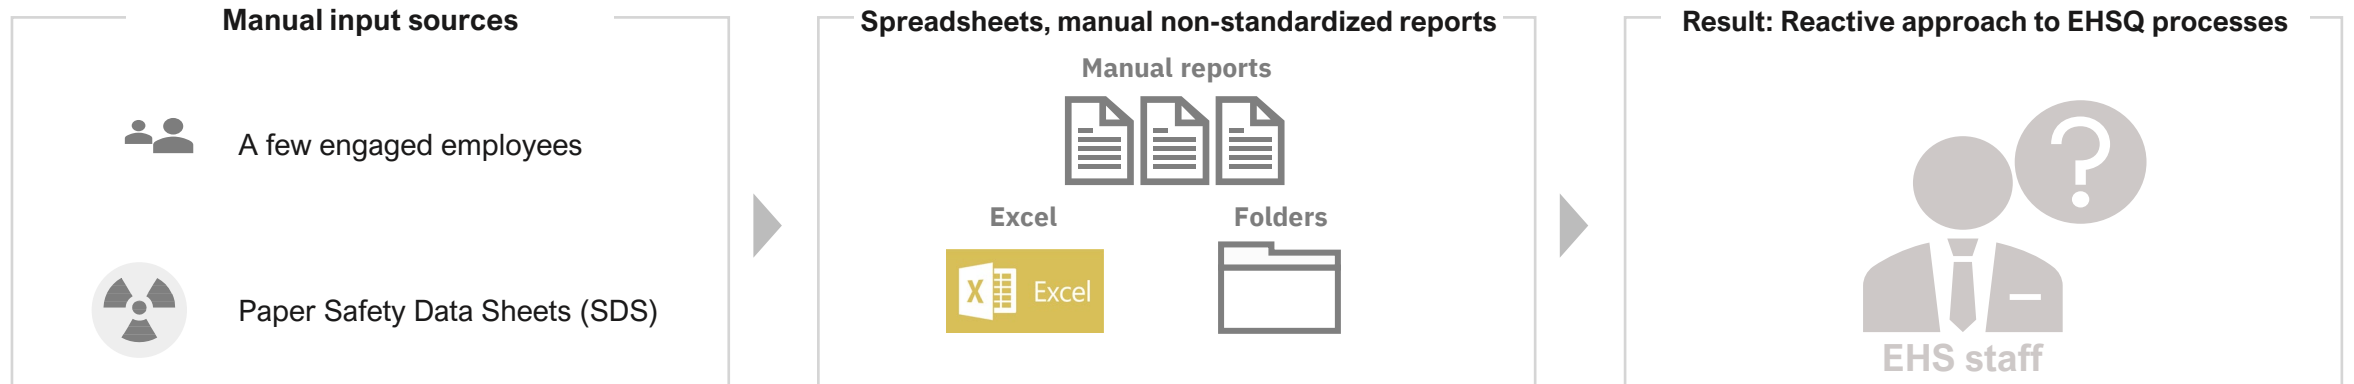 Manual input sources
A few engaged employees
Paper Safety Data Sheets (SDS)
Spreadsheets, manual non-standardized reports
Manual reports
Excel
Folders
X
Excel
Result: Reactive approach to EHSQ processes
?
EHS staff